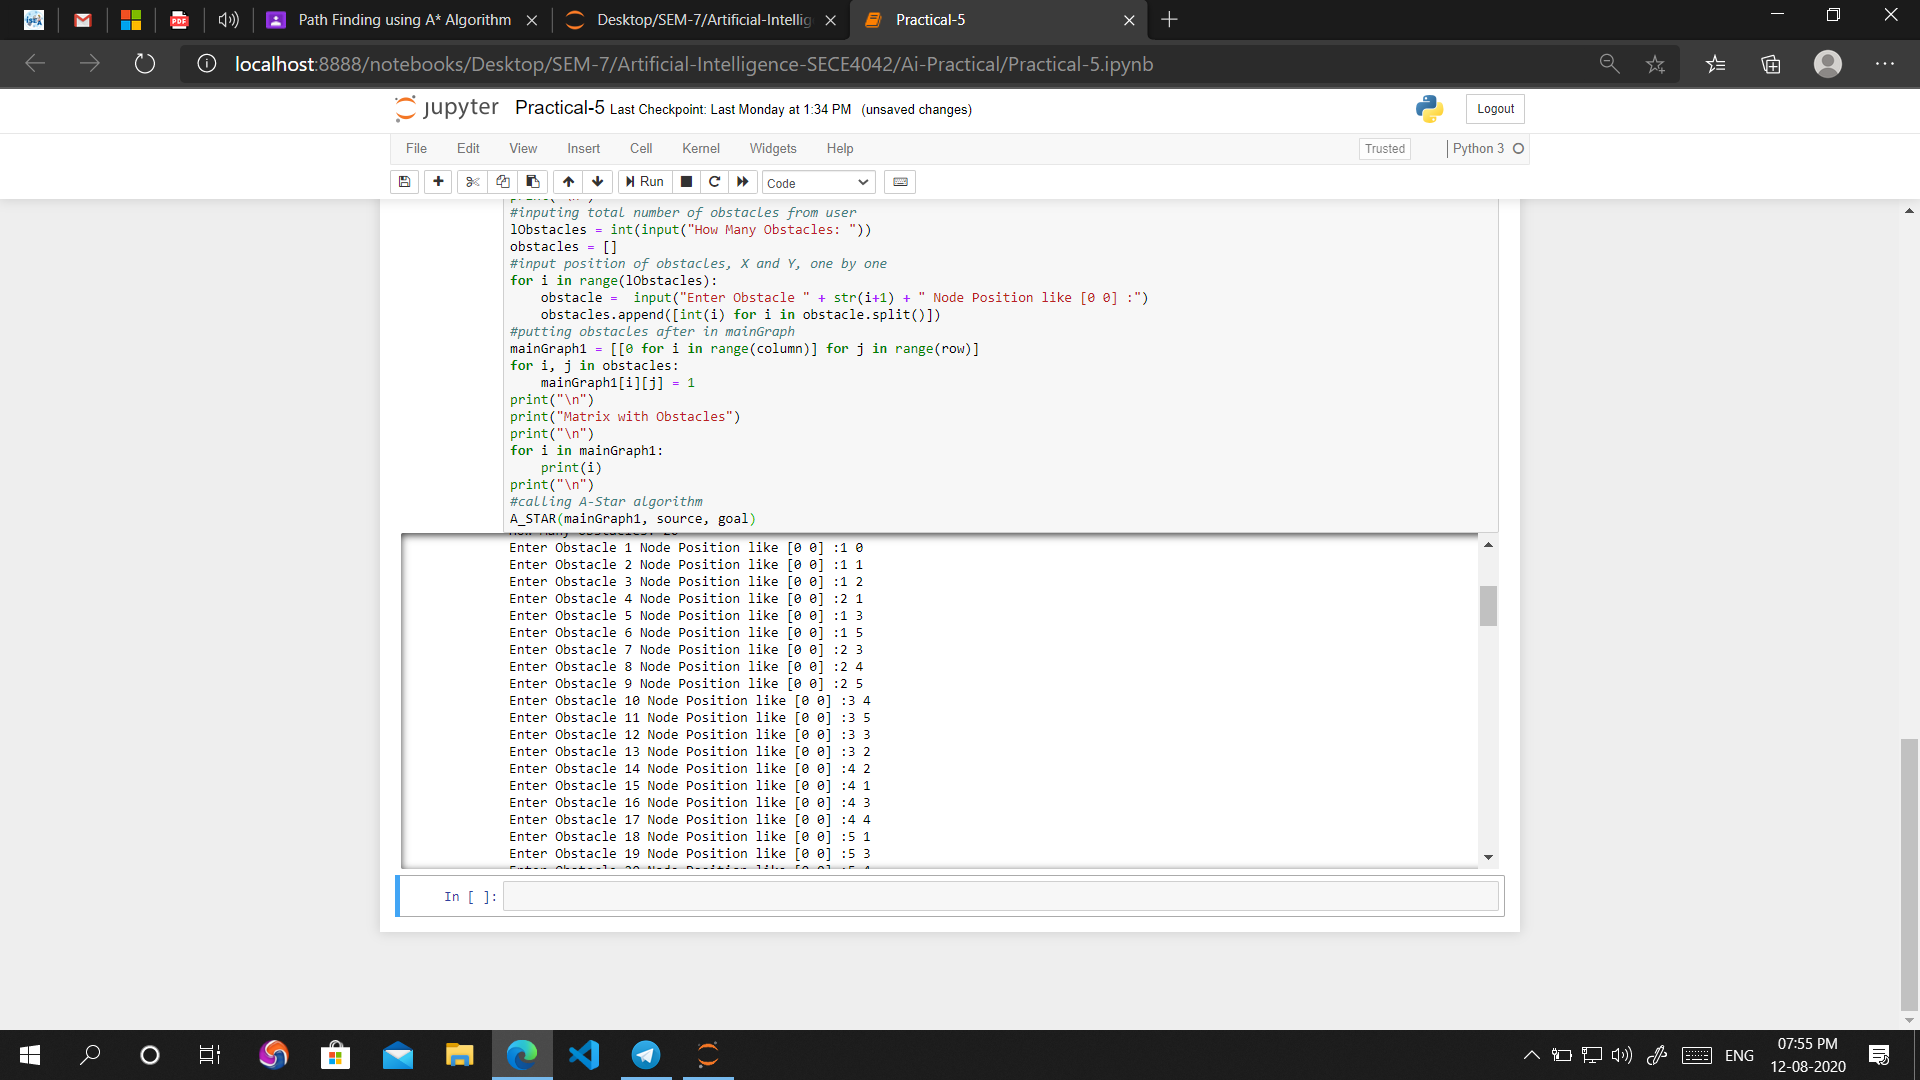 Path Finding using A* Algorithm
Desktop/SEM-7/Artificial-Intellig
Practical-5
localhost:8888/notebooks/Desktop/SEM-7/Artificial-Intelligence-SECE4042/Ai-Practical/Practical-5.ipynb
jupyter Practical-5 Last Checkpoint: Last Monday at 1:34 PM (unsaved changes)
Logout
File Edit View Insert Cell Kernel Widgets Help
Trusted
Python 3
Run
Code
#inputing total number of obstacles from user
lObstacles = int(input("How Many Obstacles: "))
obstacles = []
#input position of obstacles, X and Y, one by one
for i in range(lObstacles):
    obstacle =  input("Enter Obstacle " + str(i+1) + " Node Position like [0 0] :")
    obstacles.append([int(i) for i in obstacle.split()])
#putting obstacles after in mainGraph
mainGraph1 = [[0 for i in range(column)] for j in range(row)]
for i, j in obstacles:
    mainGraph1[i][j] = 1
print("\n")
print("Matrix with Obstacles")
print("\n")
for i in mainGraph1:
    print(i)
print("\n")
#calling A-Star algorithm
A_STAR(mainGraph1, source, goal)
Enter Obstacle 1 Node Position like [0 0] :1 0
Enter Obstacle 2 Node Position like [0 0] :1 1
Enter Obstacle 3 Node Position like [0 0] :1 2
Enter Obstacle 4 Node Position like [0 0] :2 1
Enter Obstacle 5 Node Position like [0 0] :1 3
Enter Obstacle 6 Node Position like [0 0] :1 5
Enter Obstacle 7 Node Position like [0 0] :2 3
Enter Obstacle 8 Node Position like [0 0] :2 4
Enter Obstacle 9 Node Position like [0 0] :2 5
Enter Obstacle 10 Node Position like [0 0] :3 4
Enter Obstacle 11 Node Position like [0 0] :3 5
Enter Obstacle 12 Node Position like [0 0] :3 3
Enter Obstacle 13 Node Position like [0 0] :3 2
Enter Obstacle 14 Node Position like [0 0] :4 2
Enter Obstacle 15 Node Position like [0 0] :4 1
Enter Obstacle 16 Node Position like [0 0] :4 3
Enter Obstacle 17 Node Position like [0 0] :4 4
Enter Obstacle 18 Node Position like [0 0] :5 1
Enter Obstacle 19 Node Position like [0 0] :5 3
In [ ]:
ENG
07:55 PM
12-08-2020